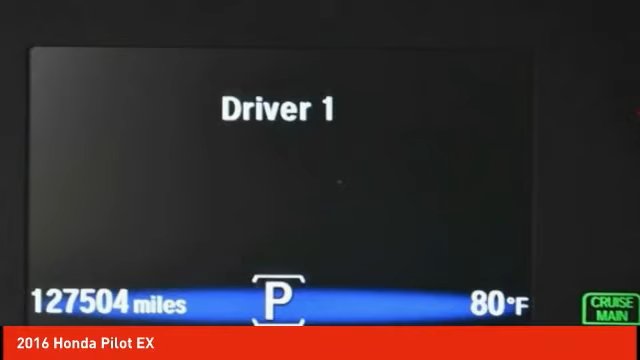 Driver 1
127504 miles P 80°F
CRUISE
MAIN
2016 Honda Pilot EX